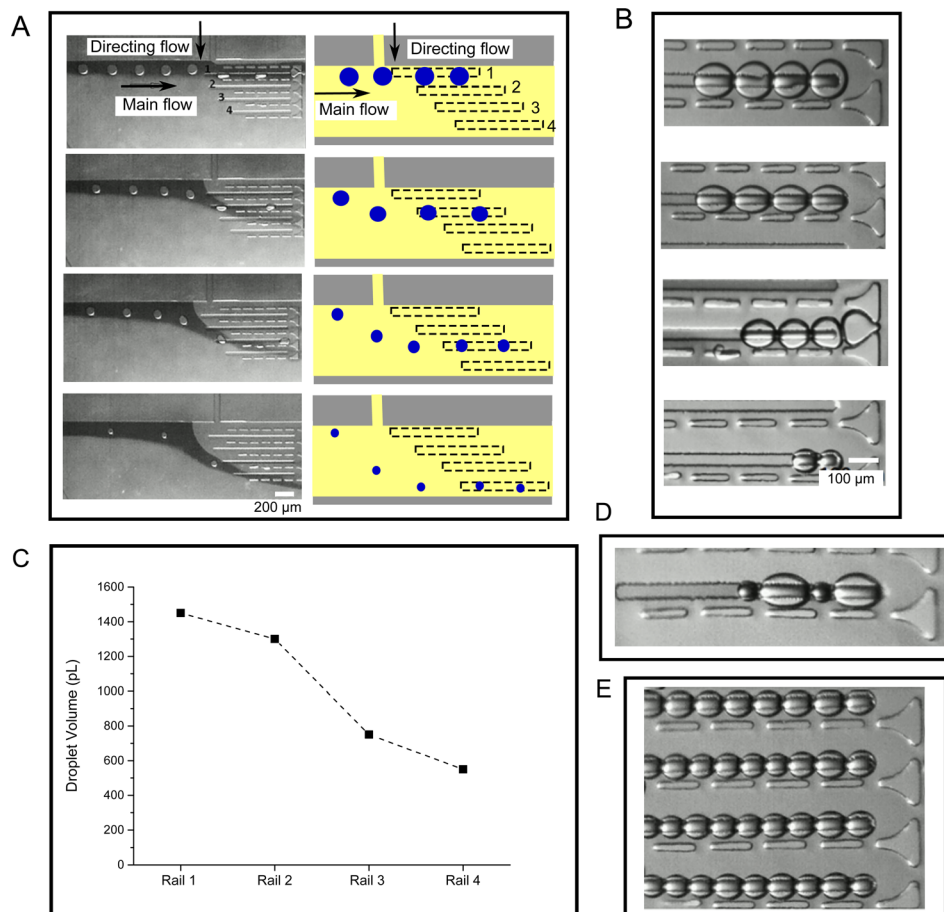 A
Directing flow
Main flow
1
2
3
4
200 µm
Directing flow
Main flow
1
2
3
4
B
100 µm
C
Droplet Volume (pL)
1600
1400
1200
1000
800
600
400
200
0
Rail 1 Rail 2 Rail 3 Rail 4
D
E